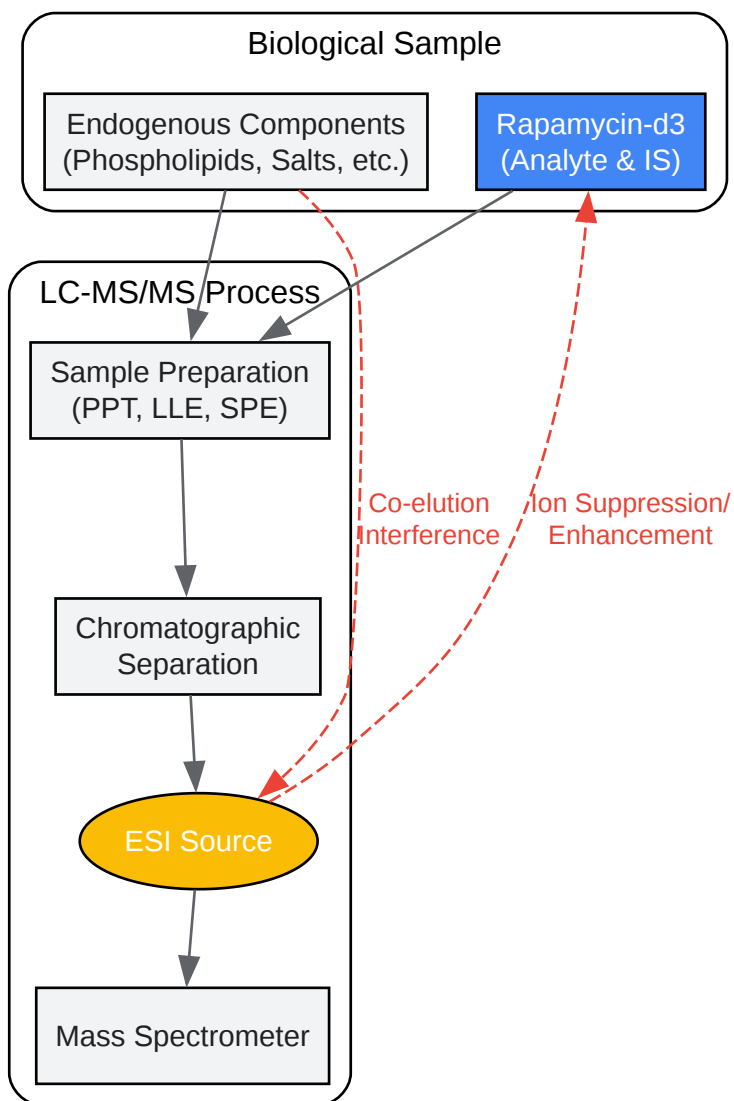 Biological Sample
Endogenous Components
(Phospholipids, Salts, etc.)
Rapamycin-d3
(Analyte & IS)
LC-MS/MS Process
Sample Preparation
(PPT, LLE, SPE)
Co-elution
Interference
Ion Suppression/
Enhancement
Chromatographic
Separation
ESI Source
Mass Spectrometer